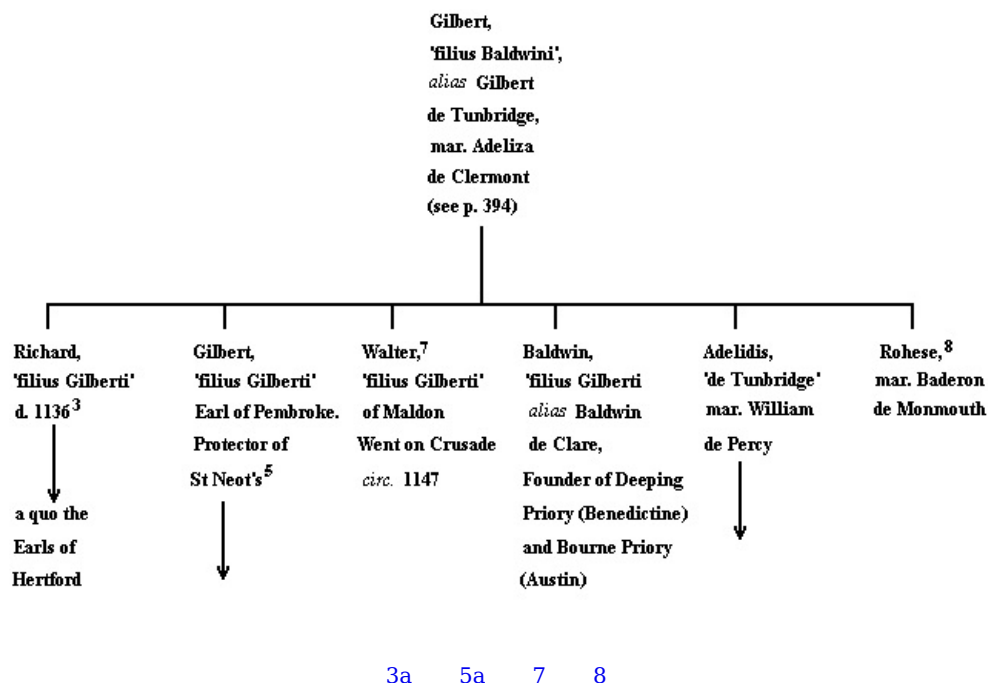 Gilbert,
'filius Baldwini',
alias Gilbert
de Tunbridge,
mar. Adeliza
de Clermont
(see p. 394)
Richard,
'filius Gilberti'
d. 1136 3
a quo the
Earls of
Hertford
Gilbert,
'filius Gilberti'
Earl of Pembroke.
Protector of
St Neot's 5
Walter, 7
'filius Gilberti'
of Maldon
Went on Crusade
circ. 1147
Baldwin,
'filius Gilberti
alias Baldwin
de Clare,
Founder of Deeping
Priory (Benedictine)
and Bourne Priory
(Austin)
Adelidis,
'de Tunbridge'
mar. William
de Percy
Rohese, 8
mar. Baderon
de Monmouth
3a 5a 7 8